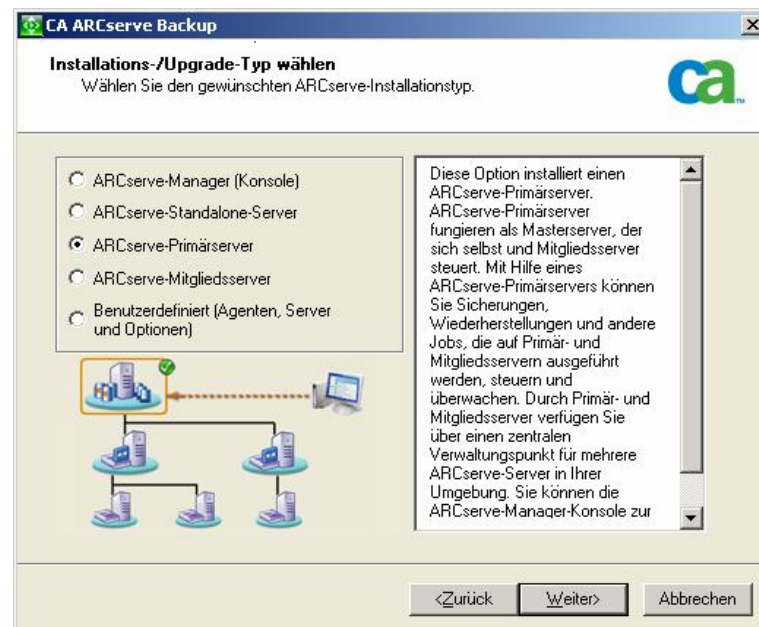 CA ARCserve Backup
Installations-/Upgrade-Typ wählen
Wählen Sie den gewünschten ARCserve-Installationstyp.
ca
ARCserve-Manager (Konsole)
ARCserve-Standalone-Server
ARCserve-Primärserver
ARCserve-Mitgliedsserver
Benutzerdefiniert (Agenten, Server
und Optionen)
Diese Option installiert einen
ARCserve-Primärserver.
ARCserve-Primärserver
fungieren als Masterserver, der
sich selbst und Mitgliedsserver
steuert. Mit Hilfe eines
ARCserve-Primärservers können
Sie Sicherungen,
Wiederherstellungen und andere
Jobs, die auf Primär- und
Mitgliedsservern ausgeführt
werden, steuern und
überwachen. Durch Primär- und
Mitgliedsserver verfügen Sie
über einen zentralen
Verwaltungspunkt für mehrere
ARCserve-Server in Ihrer
Umgebung. Sie können die
ARCserve-Manager-Konsole zur
<Zurück
Weiter>
Abbrechen